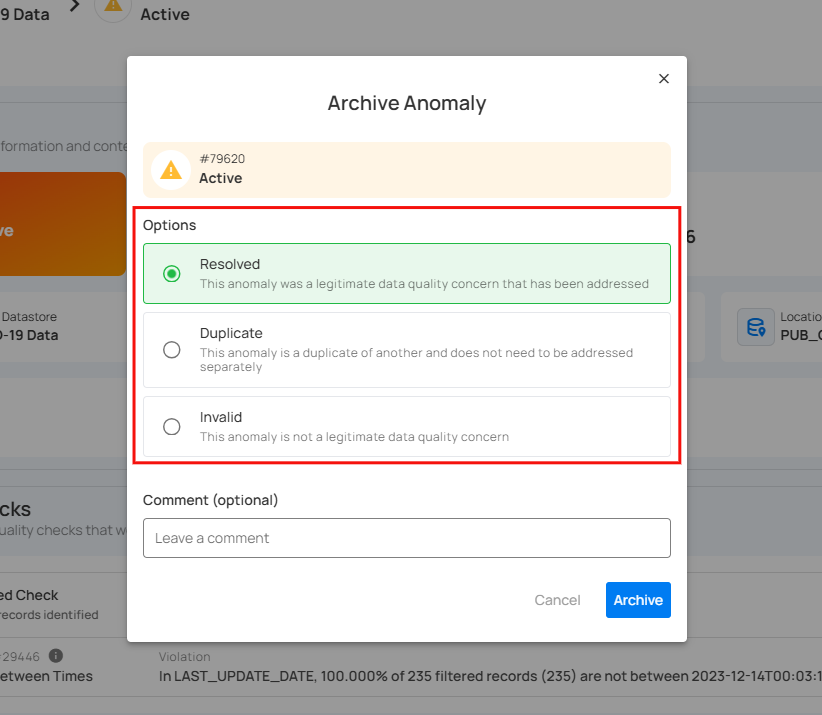 9 Data
Active
Archive Anomaly
#79620
Active
formation and conte
ve
6
Options
Resolved
This anomaly was a legitimate data quality concern that has been addressed
Duplicate
This anomaly is a duplicate of another and does not need to be addressed
separately
Invalid
This anomaly is not a legitimate data quality concern
Datastore
-19 Data
Locatio
PUB_
Comment (optional)
Leave a comment
Cancel
Archive
cks
uality checks that w
ed Check
records identified
29446
etween Times
Violation
In LAST_UPDATE_DATE, 100.000% of 235 filtered records (235) are not between 2023-12-14T00:03:1